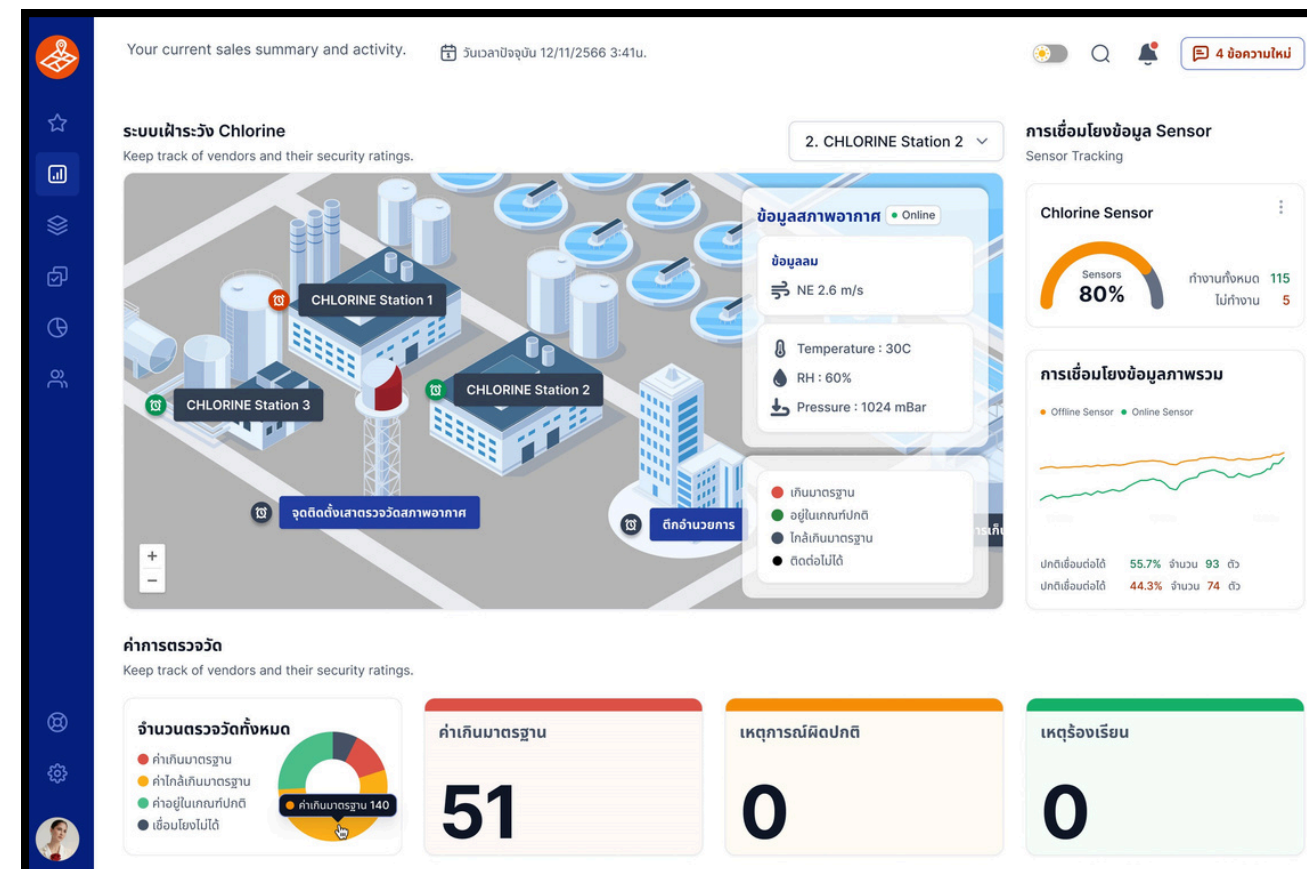 Your current sales summary and activity.
วันเวลาปัจจุบัน 12/11/2566 3:41น.
4 ข้อความใหม่
ระบบเฝ้าระวัง Chlorine
Keep track of vendors and their security ratings.
2. CHLORINE Station 2
CHLORINE Station 1
CHLORINE Station 2
CHLORINE Station 3
จุดติดตั้งเสาตรวจวัดสภาพอากาศ
ตึกอำนวยการ
+
−
ข้อมูลสภาพอากาศ
Online
ข้อมูลลม
NE 2.6 m/s
Temperature : 30C
RH : 60%
Pressure : 1024 mBar
เกินมาตรฐาน
อยู่ในเกณฑ์ปกติ
ใกล้เกินมาตรฐาน
ติดต่อไม่ได้
การเชื่อมโยงข้อมูล Sensor
Sensor Tracking
Chlorine Sensor
Sensors
80%
ทำงานทั้งหมด 115
ไม่ทำงาน 5
การเชื่อมโยงข้อมูลภาพรวม
Offline Sensor
Online Sensor
ปกติเชื่อมต่อได้ 55.7% จำนวน 93 ตัว
ปกติเชื่อมต่อได้ 44.3% จำนวน 74 ตัว
ค่าการตรวจวัด
Keep track of vendors and their security ratings.
จำนวนตรวจวัดทั้งหมด
ค่าเกินมาตรฐาน
ค่าใกล้เกินมาตรฐาน
ค่าอยู่ในเกณฑ์ปกติ
เชื่อมโยงไม่ได้
ค่าเกินมาตรฐาน 140
ค่าเกินมาตรฐาน
51
เหตุการณ์ผิดปกติ
0
เหตุร้องเรียน
0